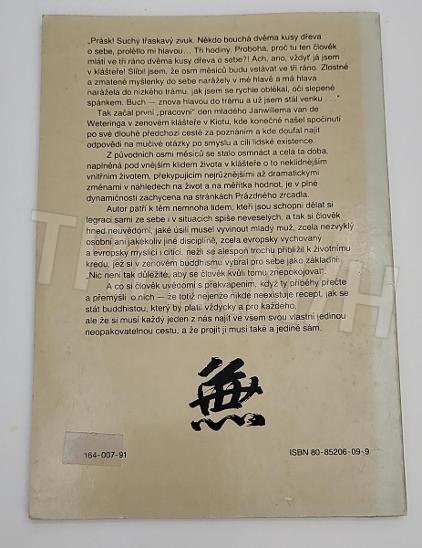 „Prásk! Suchý třaskavý zvuk. Někdo bouchá dvěma kusy dřeva
o sebe, prolétlo mi hlavou... Tři hodiny. Proboha, proč tu ten člověk
mlátí ve tři ráno dvěma kusy dřeva o sebe?! Ach, ano, vždyť já jsem
v klášteře! Slíbil jsem, že osm měsíců budu vstávat ve tři ráno. Zlostné
a zmatené myšlenky do sebe narážely v mé hlavě a má hlava
narážela do nízkého trámu, jak jsem se rychle oblékal, oči slepené
spánkem. Buch — znova hlavou do trámu a už jsem stál venku..."
Tak začal první „pracovní" den mladého Janwillema van de
Weteringa v zenovém klášteře v Kiotu, kde konečně našel spočinutí
po své dlouhé předchozí cestě za poznáním a kde doufal najít
odpovědi na mučivé otázky po smyslu a cíli lidské existence.
Z původních osmi měsíců se stalo osmnáct a celá ta doba,
naplněná pod vnějším klidem života v klášteře o to neklidnějším
vnitřním životem, překypujícím nejrůznějšími až dramatickými
změnami v náhledech na život a na měřítka hodnot, je v plné
dynamičnosti zachycena na stránkách Prázdného zrcadla.
Autor patří k těm nemnoha lidem, kteří jsou schopni dělat si
legraci sami ze sebe i v situacích spíše neveselých, a tak si člověk
hned neuvědomí, jaké úsilí musel vyvinout mladý muž, zcela nezvyklý
osobní ani jakékoliv jiné disciplíně, zcela evropsky vychovaný
a evropsky myslící i cítící, nežli se alespoň trochu přiblížil k životnímu
krédu, jež si v zenovém buddhismu vybral pro sebe jako základní:
„Nic není tak důležité, aby se člověk kvůli tomu znepokojoval".
A co si člověk uvědomí s překvapením, když ty příběhy přečte
a přemýšlí o nich — že totiž nejenže nikde neexistuje recept, jak se
stát buddhistou, který by platil vždycky a pro každého,
ale že si musí každý jeden z nás najít ve všem svou vlastní jedinou
neopakovatelnou cestu, a že projít jí musí také a jedině sám.
無
164-007-91
ISBN 80-85206-09-9